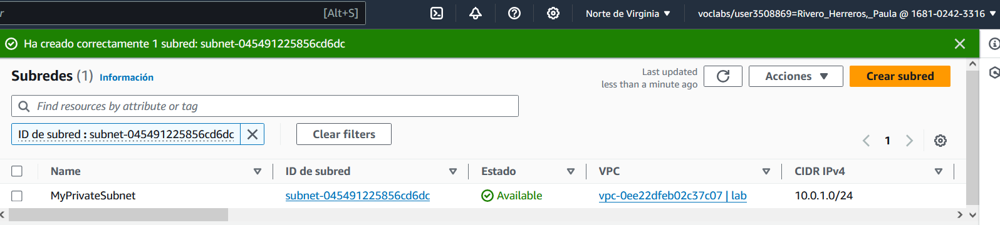 r [Alt+S] Norte de Virginia voclabs/user3508869=Rivero_Herreros,_Paula @ 1681-0242-3316
Ha creado correctamente 1 subred: subnet-045491225856cd6dc
Subredes (1) Información
Last updated
less than a minute ago
Acciones
Crear subred
Find resources by attribute or tag
ID de subred : subnet-045491225856cd6dc
Clear filters
1
Name ID de subred Estado VPC CIDR IPv4
MyPrivateSubnet subnet-045491225856cd6dc Available vpc-0ee22dfeb02c37c07 | lab 10.0.1.0/24